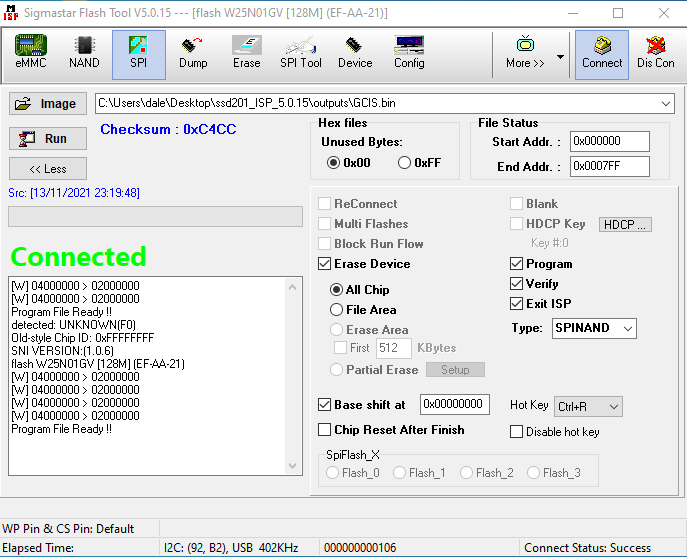 M
ISP
Sigmastar Flash Tool V5.0.15 --- [flash W25N01GV [128M] (EF-AA-21)]
eMMC NAND SPI Dump Erase SPI Tool Device Config More >> Connect Dis Con
Image C:\Users\dale\Desktop\ssd201_ISP_5.0.15\outputs\GCIS.bin
Run Checksum : 0xC4CC
<< Less
Hex files
Unused Bytes:
0x00 0xFF
File Status
Start Addr. : 0x000000
End Addr. : 0x0007FF
Src: [13/11/2021 23:19:48]
Connected
[W] 04000000 > 02000000
[W] 04000000 > 02000000
Program File Ready !!
detected: UNKNOWN(F0)
Old-style Chip ID: 0xFFFFFFFF
SNI VERSION:(1.0.6)
flash W25N01GV [128M] (EF-AA-21)
[W] 04000000 > 02000000
[W] 04000000 > 02000000
[W] 04000000 > 02000000
[W] 04000000 > 02000000
Program File Ready !!
ReConnect Blank
Multi Flashes HDCP Key HDCP ...
Block Run Flow Key #:0
Erase Device Program
All Chip Verify
File Area Exit ISP
Erase Area Type: SPINAND
First 512 KBytes
Partial Erase Setup
Base shift at 0x00000000 Hot Key Ctrl+R
Chip Reset After Finish Disable hot key
SpiFlash_X
Flash_0 Flash_1 Flash_2 Flash_3
WP Pin & CS Pin: Default
Elapsed Time: I2C: (92, B2), USB 402KHz 000000000106 Connect Status: Success